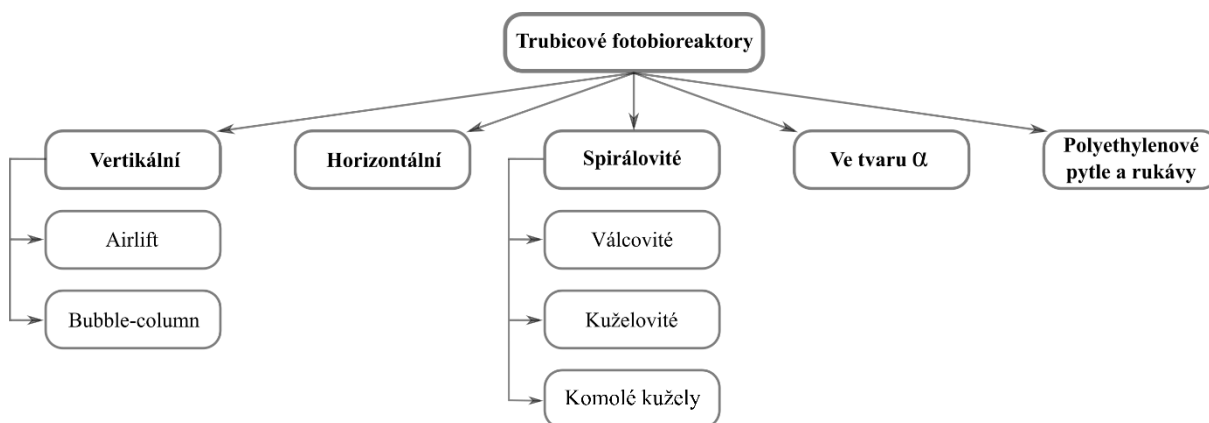 Trubicové fotobioreaktory
Vertikální
Horizontální
Spirálovité
Ve tvaru α
Polyethylenové
pytle a rukávy
Airlift
Bubble-column
Válcovité
Kuželovité
Komolé kužely